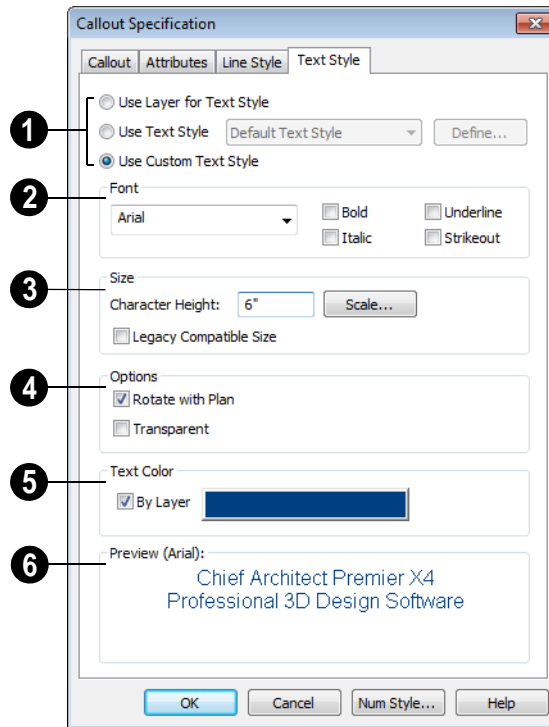 Callout Specification
Callout Attributes Line Style Text Style
1
Use Layer for Text Style
Use Text Style Default Text Style Define...
Use Custom Text Style
2
Font
Arial
Bold Underline
Italic Strikeout
3
Size
Character Height: 6" Scale...
Legacy Compatible Size
4
Options
Rotate with Plan
Transparent
5
Text Color
By Layer
6
Preview (Arial):
Chief Architect Premier X4
Professional 3D Design Software
OK Cancel Num Style... Help